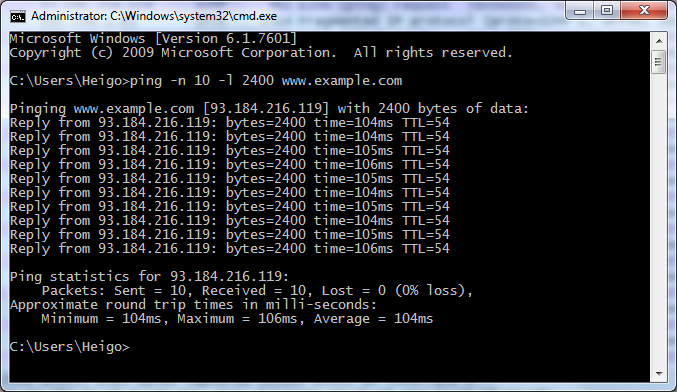 Administrator: C:\Windows\system32\cmd.exe
Microsoft Windows [Version 6.1.7601]
Copyright (c) 2009 Microsoft Corporation.  All rights reserved.
C:\Users\Heigo>ping -n 10 -l 2400 www.example.com
Pinging www.example.com [93.184.216.119] with 2400 bytes of data:
Reply from 93.184.216.119: bytes=2400 time=104ms TTL=54
Reply from 93.184.216.119: bytes=2400 time=104ms TTL=54
Reply from 93.184.216.119: bytes=2400 time=105ms TTL=54
Reply from 93.184.216.119: bytes=2400 time=106ms TTL=54
Reply from 93.184.216.119: bytes=2400 time=105ms TTL=54
Reply from 93.184.216.119: bytes=2400 time=105ms TTL=54
Reply from 93.184.216.119: bytes=2400 time=105ms TTL=54
Reply from 93.184.216.119: bytes=2400 time=104ms TTL=54
Reply from 93.184.216.119: bytes=2400 time=105ms TTL=54
Reply from 93.184.216.119: bytes=2400 time=106ms TTL=54
Ping statistics for 93.184.216.119:
    Packets: Sent = 10, Received = 10, Lost = 0 (0% loss),
Approximate round trip times in milli-seconds:
    Minimum = 104ms, Maximum = 106ms, Average = 104ms
C:\Users\Heigo>